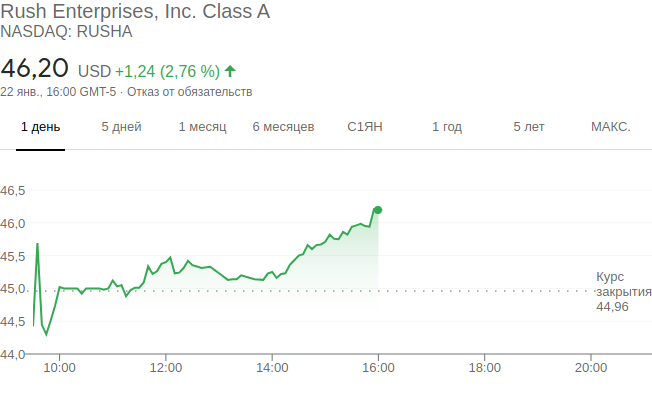 Rush Enterprises, Inc. Class A
NASDAQ: RUSHA
46,20 USD +1,24 (2,76 %)
22 янв., 16:00 GMT-5 · Отказ от обязательств
1 день 5 дней 1 месяц 6 месяцев С1ЯН 1 год 5 лет МАКС.
46,5
46,0
45,5
45,0
44,5
44,0
Курс
закрытия
44,96
10:00 12:00 14:00 16:00 18:00 20:00